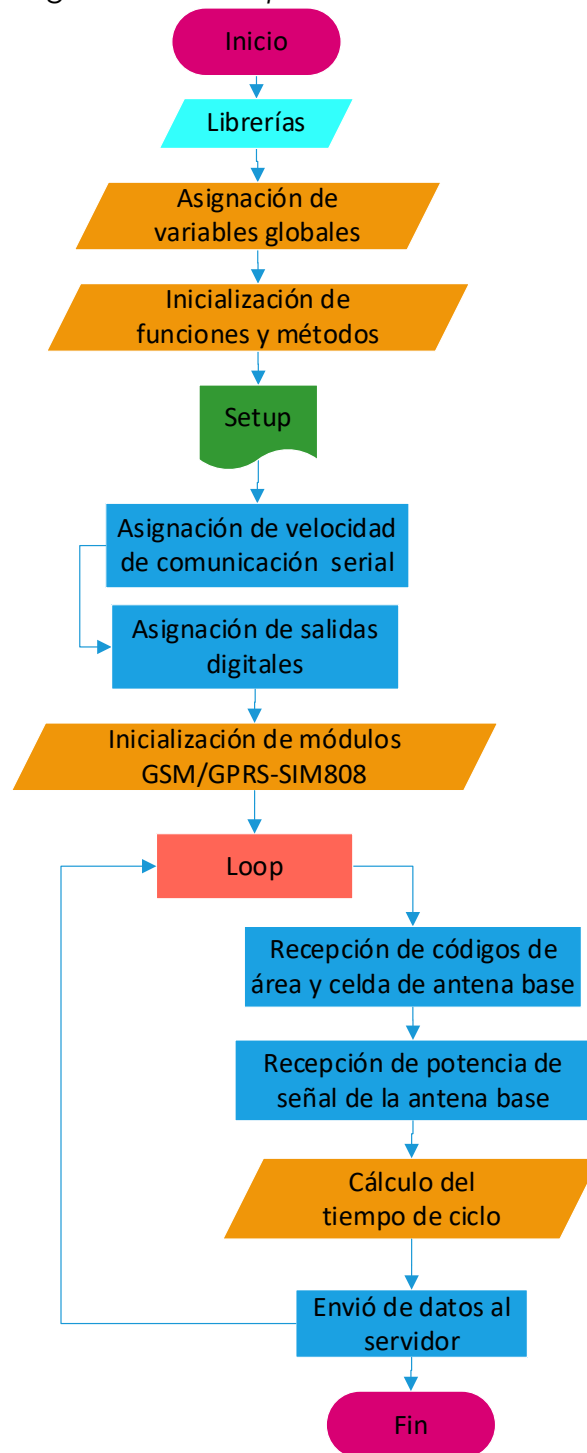 Inicio
Librerías
Asignación de
variables globales
Inicialización de
funciones y métodos
Setup
Asignación de velocidad
de comunicación serial
Asignación de salidas
digitales
Inicialización de módulos
GSM/GPRS-SIM808
Loop
Recepción de códigos de
área y celda de antena base
Recepción de potencia de
señal de la antena base
Cálculo del
tiempo de ciclo
Envió de datos al
servidor
Fin